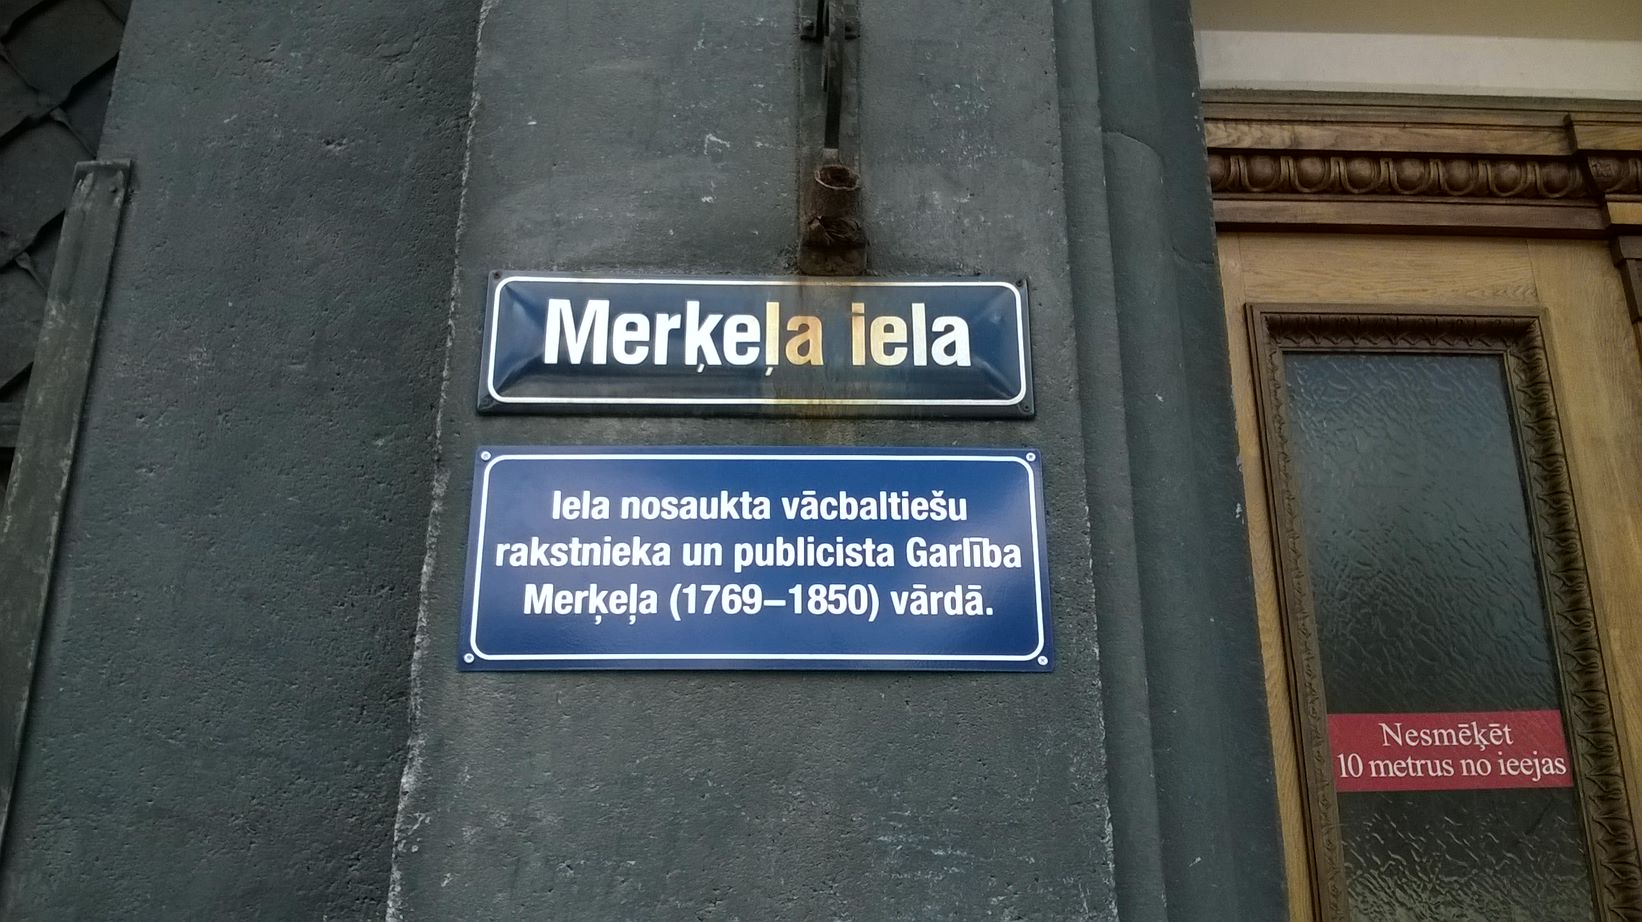 Merķeļa iela
Iela nosaukta vācbaltiešu
rakstnieka un publicista Garlība
Merķeļa (1769–1850) vārdā.
Nesmēķēt
10 metrus no ieejas